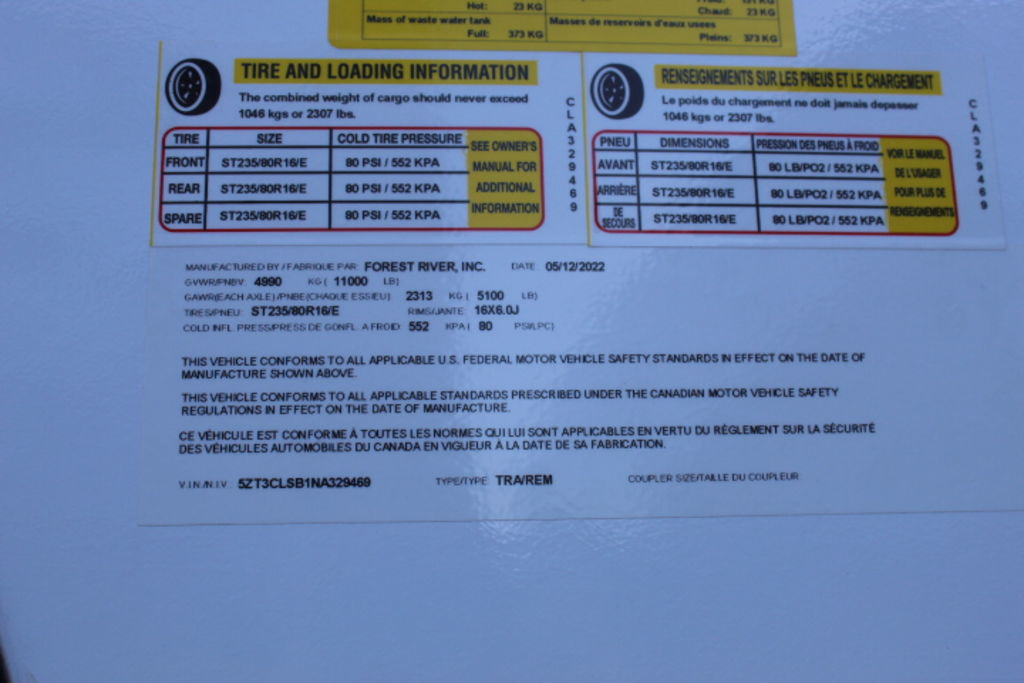 Hot: 23 KG
Chaud: 23 KG
Mass of waste water tank
Masses de reservoirs d'eaux usees
Full: 373 KG
Pleins: 373 KG
TIRE AND LOADING INFORMATION
The combined weight of cargo should never exceed
1046 kgs or 2307 lbs.
TIRE SIZE COLD TIRE PRESSURE
FRONT ST235/80R16/E 80 PSI / 552 KPA
REAR ST235/80R16/E 80 PSI / 552 KPA
SPARE ST235/80R16/E 80 PSI / 552 KPA
SEE OWNER'S
MANUAL FOR
ADDITIONAL
INFORMATION
CLA329469
RENSEIGNEMENTS SUR LES PNEUS ET LE CHARGEMENT
Le poids du chargement ne doit jamais depasser
1046 kgs or 2307 lbs.
PNEU DIMENSIONS PRESSION DES PNEUS À FROID
AVANT ST235/80R16/E 80 LB/PO2 / 552 KPA
ARRIÈRE ST235/80R16/E 80 LB/PO2 / 552 KPA
DE SECOURS ST235/80R16/E 80 LB/PO2 / 552 KPA
VOIR LE MANUEL
DE L'USAGER
POUR PLUS DE
RENSEIGNEMENTS
CLA329469
MANUFACTURED BY / FABRIQUE PAR: FOREST RIVER, INC. DATE: 05/12/2022
GVWR/PNBV: 4990 KG ( 11000 LB)
GAWR(EACH AXLE) /PNBE(CHAQUE ESSIEU): 2313 KG ( 5100 LB)
TIRES/PNEU: ST235/80R16/E RIMS/JANTE: 16X6.0J
COLD INFL. PRESS/PRESS DE GONFL. A FROID: 552 KPA ( 80 PSI/LPC)
THIS VEHICLE CONFORMS TO ALL APPLICABLE U.S. FEDERAL MOTOR VEHICLE SAFETY STANDARDS IN EFFECT ON THE DATE OF
MANUFACTURE SHOWN ABOVE.
THIS VEHICLE CONFORMS TO ALL APPLICABLE STANDARDS PRESCRIBED UNDER THE CANADIAN MOTOR VEHICLE SAFETY
REGULATIONS IN EFFECT ON THE DATE OF MANUFACTURE.
CE VÉHICULE EST CONFORME À TOUTES LES NORMES QUI LUI SONT APPLICABLES EN VERTU DU RÈGLEMENT SUR LA SÉCURITÉ
DES VÉHICULES AUTOMOBILES DU CANADA EN VIGUEUR À LA DATE DE SA FABRICATION.
V.I.N./N.I.V.: 5ZT3CLSB1NA329469 TYPE/TYPE: TRA/REM COUPLER SIZE/TAILLE DU COUPLEUR